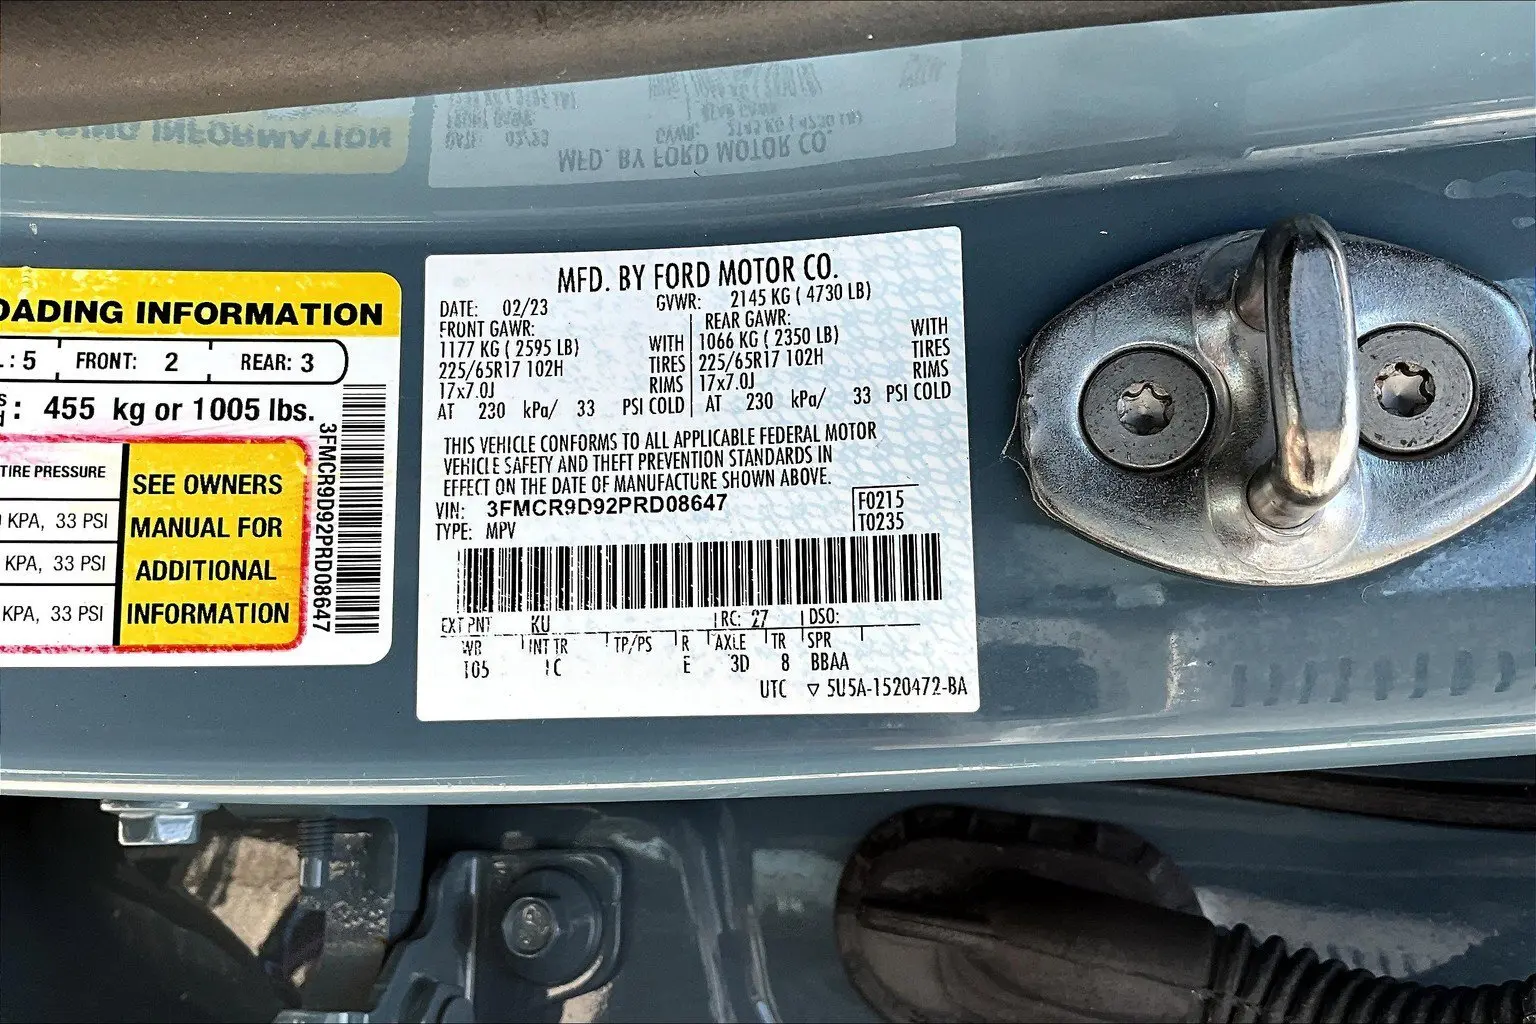 OADING INFORMATION
: 5 FRONT: 2 REAR: 3
: 455 kg or 1005 lbs.
TIRE PRESSURE
KPA, 33 PSI
KPA, 33 PSI
KPA, 33 PSI
SEE OWNERS
MANUAL FOR
ADDITIONAL
INFORMATION
3FMCR9D92PRD08647
MFD. BY FORD MOTOR CO.
DATE: 02/23 GVWR: 2145 KG ( 4730 LB)
FRONT GAWR: REAR GAWR:
1177 KG ( 2595 LB) WITH 1066 KG ( 2350 LB) WITH
225/65R17 102H TIRES 225/65R17 102H TIRES
17x7.0J RIMS 17x7.0J RIMS
AT 230 kPa/ 33 PSI COLD AT 230 kPa/ 33 PSI COLD
THIS VEHICLE CONFORMS TO ALL APPLICABLE FEDERAL MOTOR
VEHICLE SAFETY AND THEFT PREVENTION STANDARDS IN
EFFECT ON THE DATE OF MANUFACTURE SHOWN ABOVE.
VIN: 3FMCR9D92PRD08647 F0215
TYPE: MPV T0235
EXT PNT KU RC: 27 DSO:
WB INT TR TP/PS R AXLE TR SPR
105 C E 3D 8 BBAA
UTC ▽ 5U5A-1520472-BA